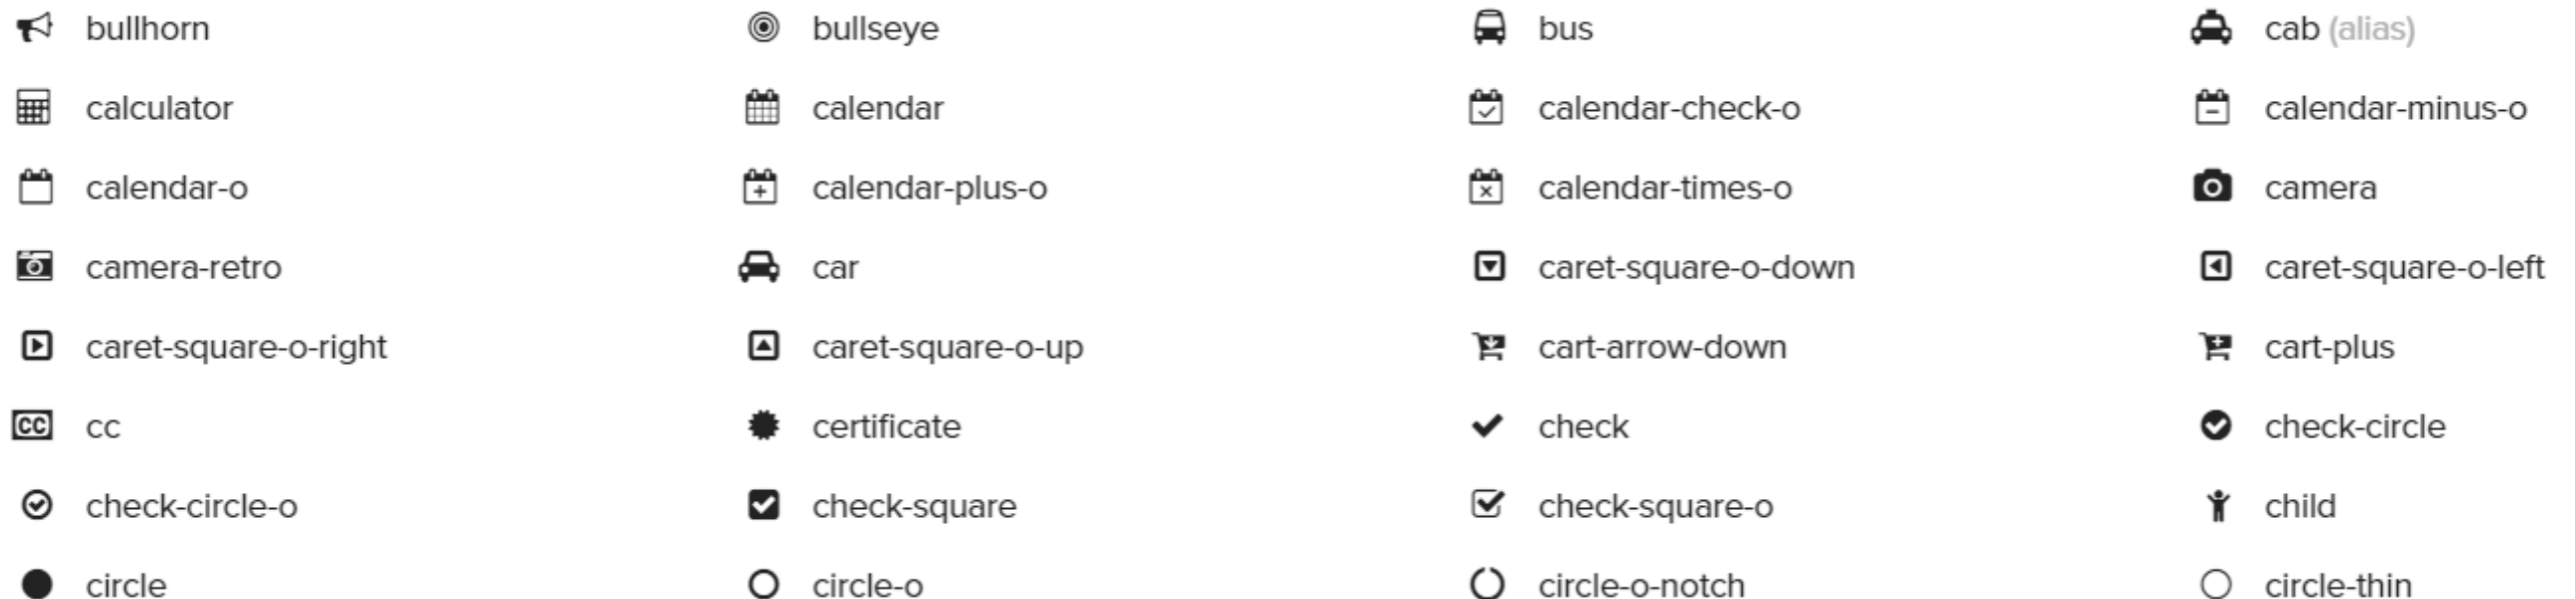 bullhorn bullseye bus cab (alias)
calculator calendar calendar-check-o calendar-minus-o
calendar-o calendar-plus-o calendar-times-o camera
camera-retro car caret-square-o-down caret-square-o-left
caret-square-o-right caret-square-o-up cart-arrow-down cart-plus
CC cc certificate check check-circle
check-circle-o check-square check-square-o child
circle circle-o circle-o-notch circle-thin